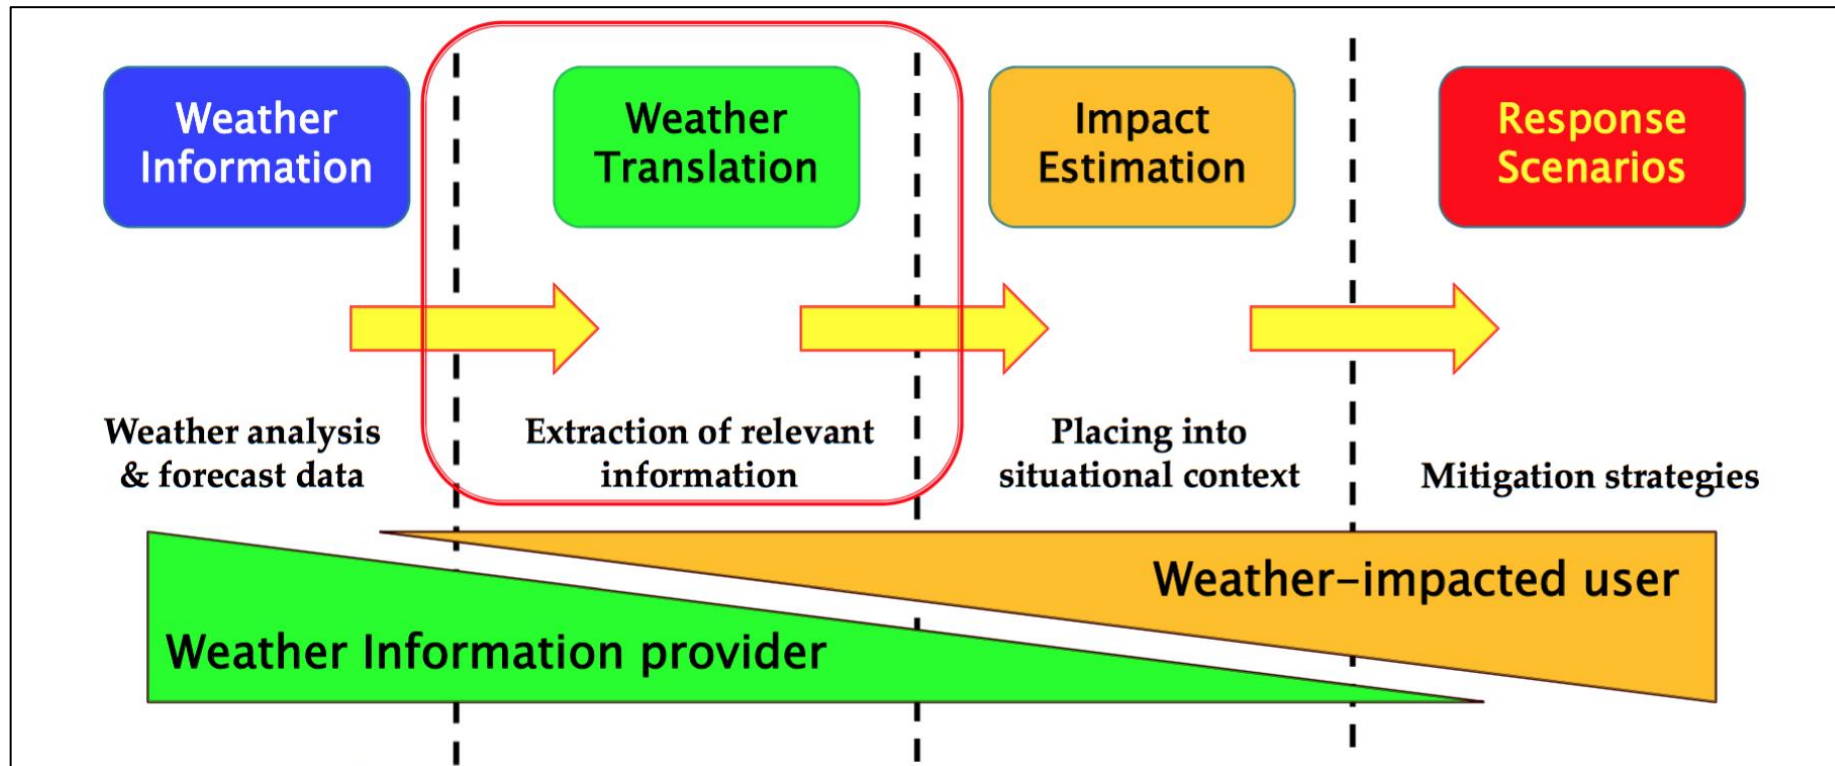 Weather
Information
Weather
Translation
Impact
Estimation
Response
Scenarios
Weather analysis
& forecast data
Extraction of relevant
information
Placing into
situational context
Mitigation strategies
Weather-impacted user
Weather Information provider